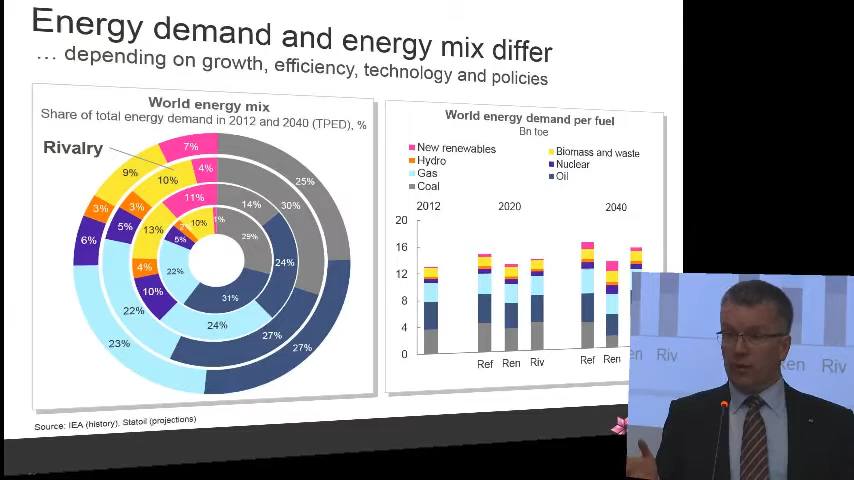 Energy demand and energy mix differ
… depending on growth, efficiency, technology and policies
World energy mix
Share of total energy demand in 2012 and 2040 (TPED), %
Rivalry
7%
25%
9%
4%
10%
30%
11%
14%
3%
3%
13%
10%
1%
29%
6%
5%
5%
4%
22%
24%
10%
31%
22%
24%
23%
27%
27%
World energy demand per fuel
Bn toe
New renewables
Biomass and waste
Hydro
Nuclear
Gas
Oil
Coal
2012
2020
2040
20
16
12
8
4
0
Ref
Ren
Riv
Ref
Ren
en
Riv
Ren
Riv
Source: IEA (history), Statoil (projections)